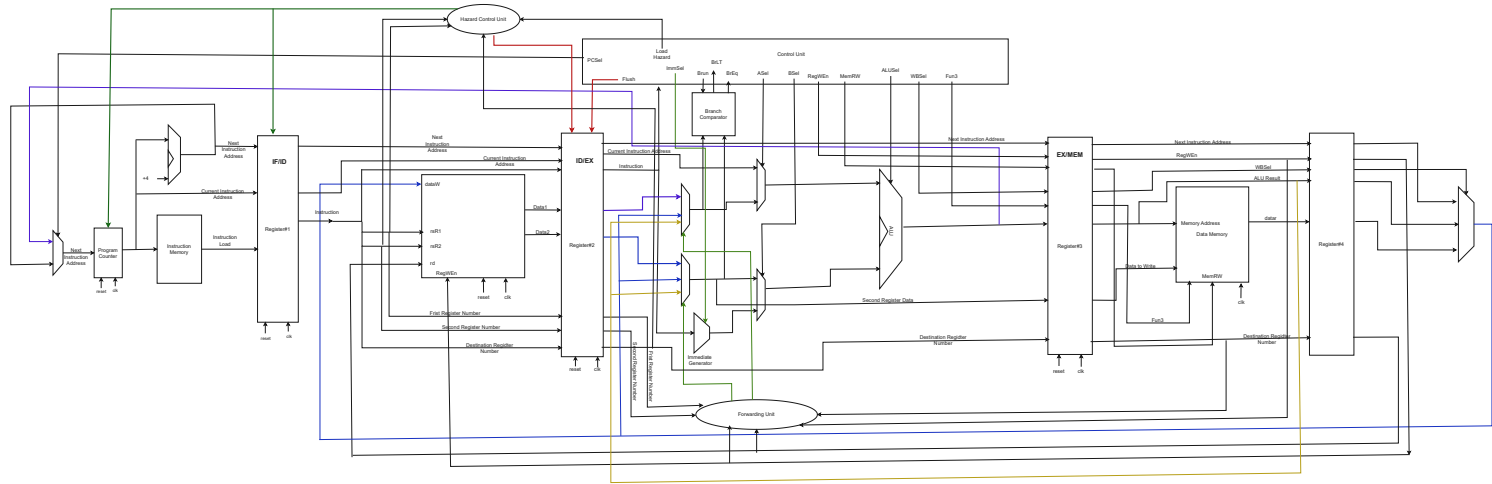 Hazard Control Unit
Load
Hazard
Control Unit
PCSel
ImmSel
Flush
Brun
BrLT
BrEq
ASel
BSel
RegWEn
MemRW
ALUSel
WBSel
Fun3
Branch
Comparator
Next
Instruction
Address
+4
Current Instruction
Address
Next
Instruction
Address
Program
Counter
reset
clk
Instruction
Memory
Instruction
Load
IF/ID
Register#1
reset
clk
Next
Instruction
Address
Current Instruction
Address
Instruction
dataW
rsR1
rsR2
rd
RegWEn
reset
clk
Data1
Data2
Frist Register Number
Second Register Number
Destination Regidter
Number
ID/EX
Register#2
reset
clk
Current Instruction Address
Instruction
Next Instruction Address
ALU
Second Register Data
Immediate
Generator
Destination Regidter
Number
Second Register Number
Frist Register Number
Forwarding Unit
EX/MEM
Register#3
reset
clk
Next Instruction Address
RegWEn
WBSel
ALU Result
Memory Address
Data Memory
MemRW
clk
Data to Write
Fun3
datar
Destination Regidter
Number
Register#4